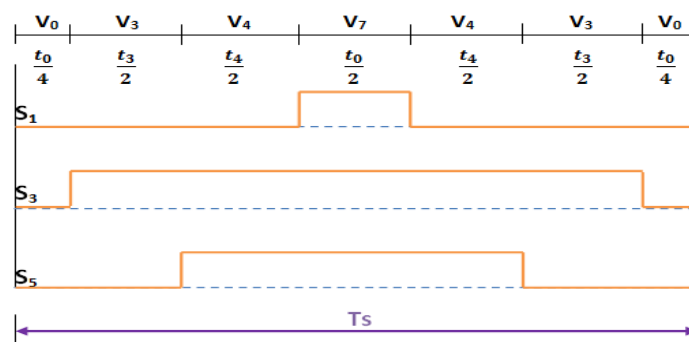 V₀ V₃ V₄ V₇ V₄ V₃ V₀
t₀/4 t₃/2 t₄/2 t₀/2 t₄/2 t₃/2 t₀/4
S₁
S₃
S₅
Ts